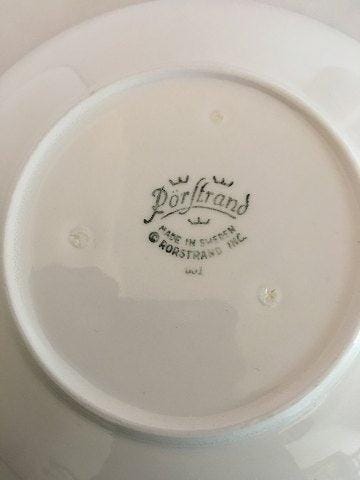 Rörstrand
MADE IN SWEDEN
© RORSTRAND INC.